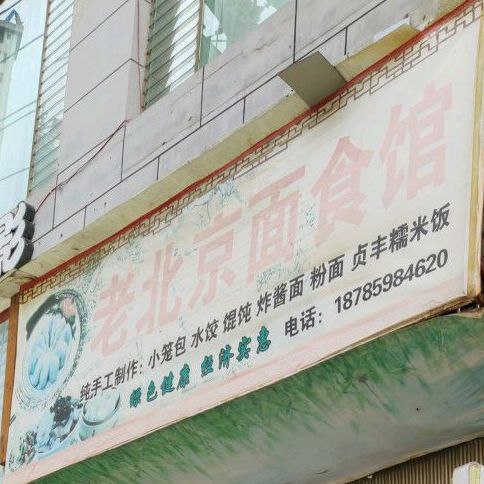 影
老北京面食馆
纯手工制作：小笼包 水饺 馄饨 炸酱面 粉面 贞丰糯米饭
绿色健康 经济实惠 电话：18785984620